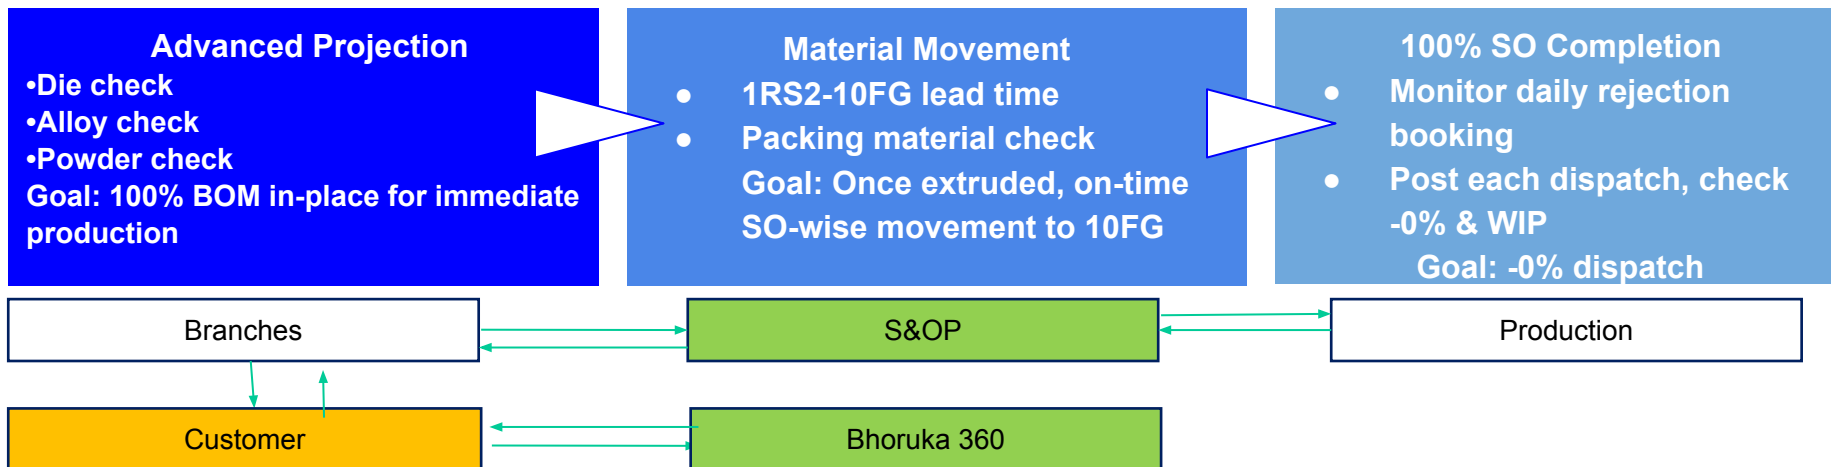 Advanced Projection
•Die check
•Alloy check
•Powder check
Goal: 100% BOM in-place for immediate
production
Material Movement
● 1RS2-10FG lead time
● Packing material check
Goal: Once extruded, on-time
SO-wise movement to 10FG
100% SO Completion
● Monitor daily rejection
booking
● Post each dispatch, check
-0% & WIP
Goal: -0% dispatch
Branches
S&OP
Production
Customer
Bhoruka 360